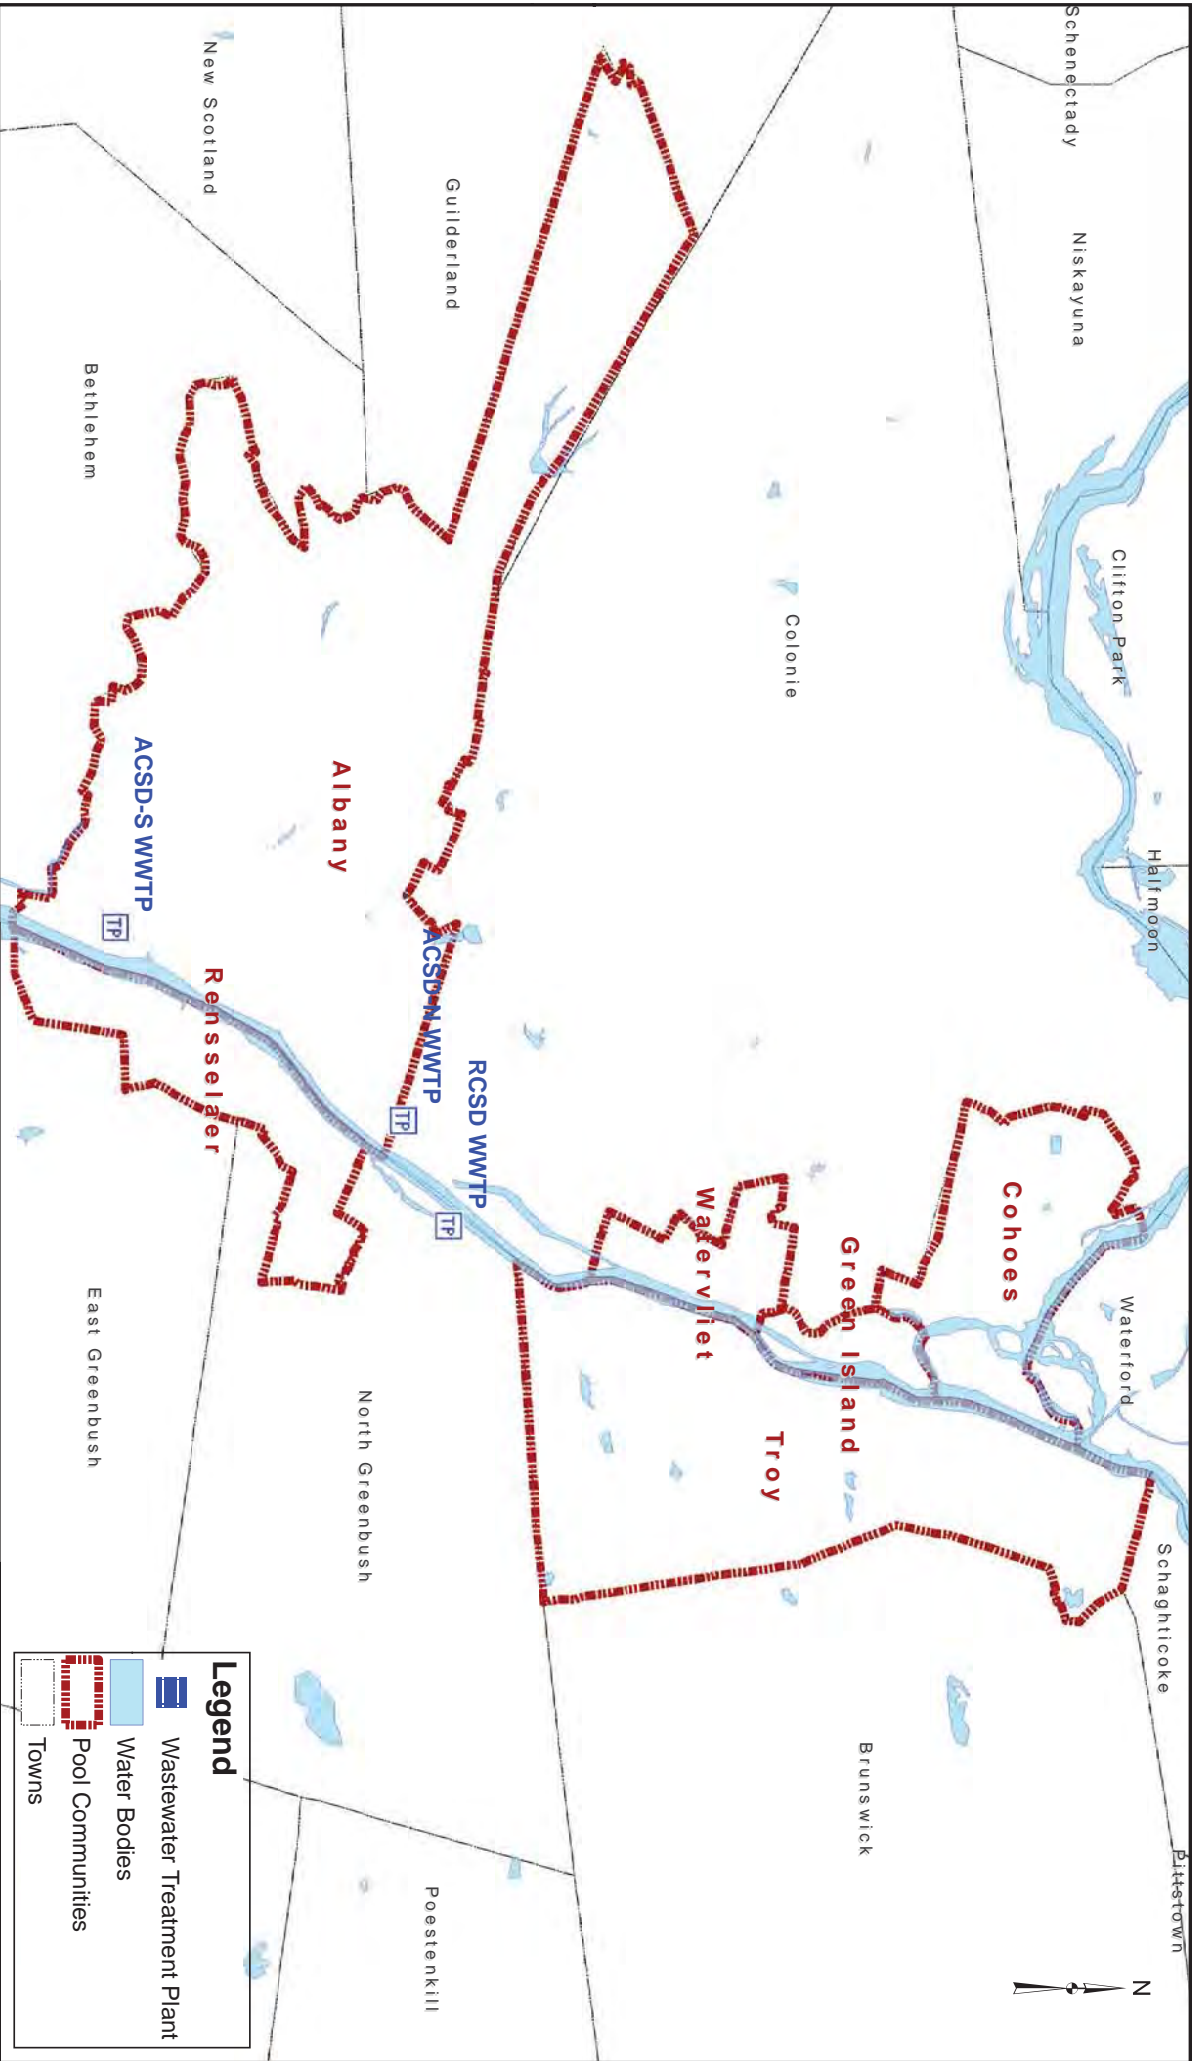 Schenectady
Niskayuna
Clifton Park
Halfmoon
Waterford
Schaghticoke
Pittstown
N
New Scotland
Guilderland
Bethlehem
Colonie
Cohoes
Green Island
Watervliet
Troy
Brunswick
Albany
ACSD-S WWTP
TP
ACSD-N WWTP
TP
RCSD WWTP
TP
Rensselaer
East Greenbush
North Greenbush
Poestenkill
Legend
Wastewater Treatment Plant
Water Bodies
Pool Communities
Towns